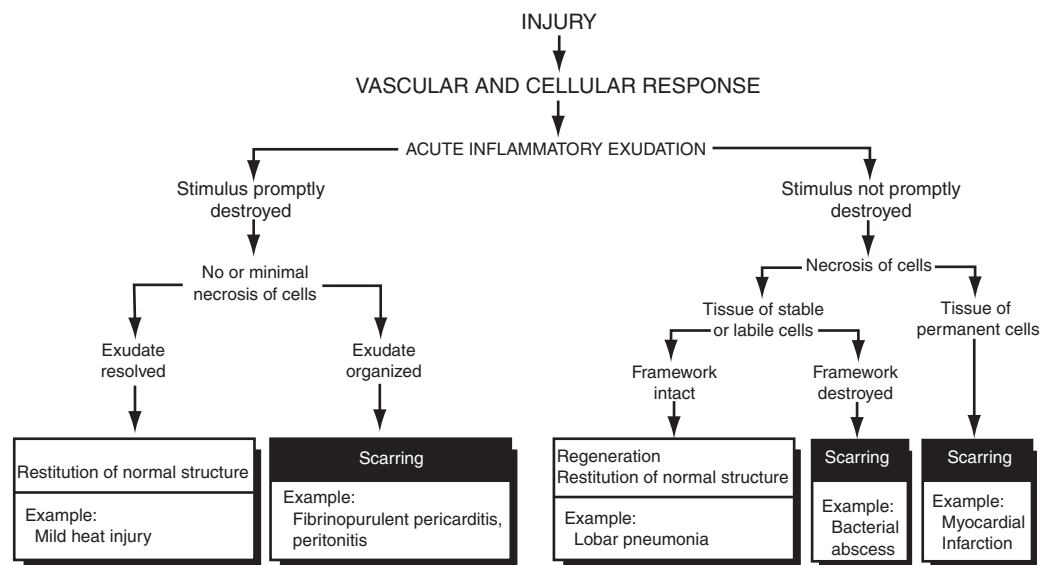 INJURY
VASCULAR AND CELLULAR RESPONSE
ACUTE INFLAMMATORY EXUDATION
Stimulus promptly
destroyed
No or minimal
necrosis of cells
Exudate
resolved
Restitution of normal structure
Example:
Mild heat injury
Exudate
organized
Scarring
Example:
Fibrinopurulent pericarditis,
peritonitis
Stimulus not promptly
destroyed
Necrosis of cells
Tissue of stable
or labile cells
Framework
intact
Regeneration
Restitution of normal structure
Example:
Lobar pneumonia
Framework
destroyed
Scarring
Example:
Bacterial
abscess
Tissue of
permanent cells
Scarring
Example:
Myocardial
Infarction